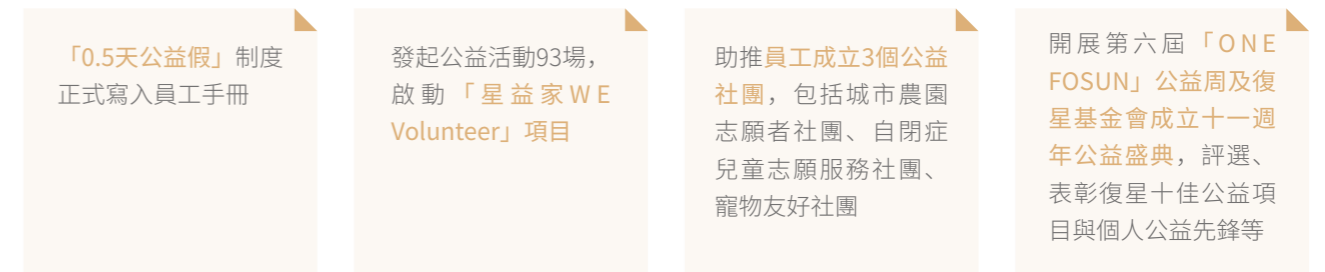 「0.5天公益假」制度
正式寫入員工手冊
發起公益活動93場，
啟動「星益家WE
Volunteer」項目
助推員工成立3個公益
社團，包括城市農園
志願者社團、自閉症
兒童志願服務社團、
寵物友好社團
開展第六屆「ONE
FOSUN」公益周及復
星基金會成立十一週
年公益盛典，評選、
表彰復星十佳公益項
目與個人公益先鋒等